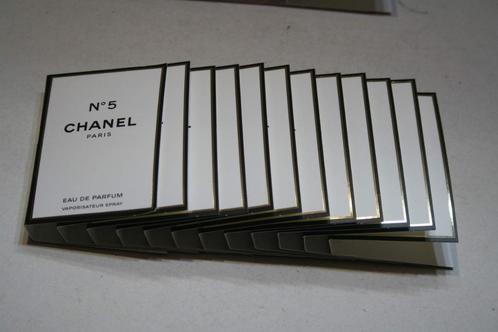 N°5
CHANEL
PARIS
EAU DE PARFUM
VAPORISATEUR SPRAY